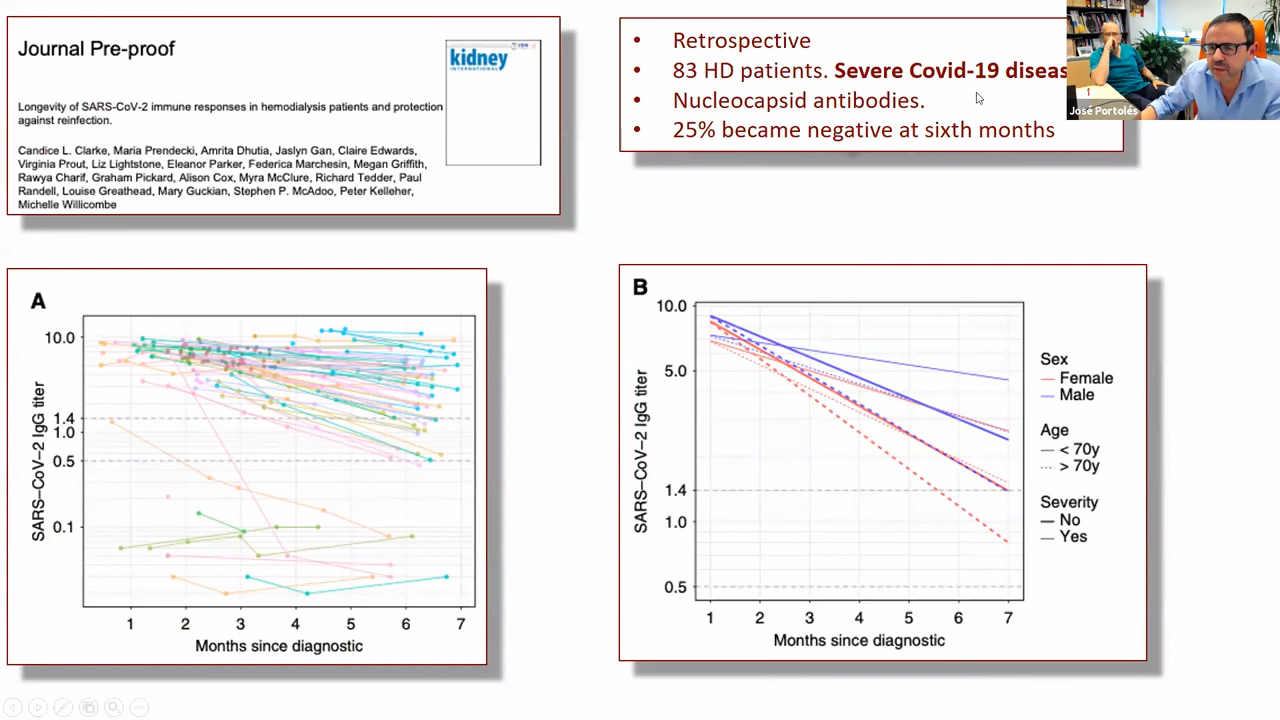 Journal Pre-proof
kidney
INTERNATIONAL
Longevity of SARS-CoV-2 immune responses in hemodialysis patients and protection
against reinfection.
Candice L. Clarke, Maria Prendecki, Amrita Dhutia, Jaslyn Gan, Claire Edwards,
Virginia Prout, Liz Lightstone, Eleanor Parker, Federica Marchesin, Megan Griffith,
Rawya Charif, Graham Pickard, Alison Cox, Myra McClure, Richard Tedder, Paul
Randell, Louise Greathead, Mary Guckian, Stephen P. McAdoo, Peter Kelleher,
Michelle Willicombe
• Retrospective
• 83 HD patients. Severe Covid-19 diseas
• Nucleocapsid antibodies.
• 25% became negative at sixth months
José Portolés
A
SARS-CoV-2 IgG titer
10.0
1.4
1.0
0.5
0.1
1 2 3 4 5 6 7
Months since diagnostic
B
SARS-CoV-2 IgG titer
10.0
5.0
1.4
1.0
0.5
1 2 3 4 5 6 7
Months since diagnostic
Sex
Female
Male
Age
< 70y
> 70y
Severity
No
Yes